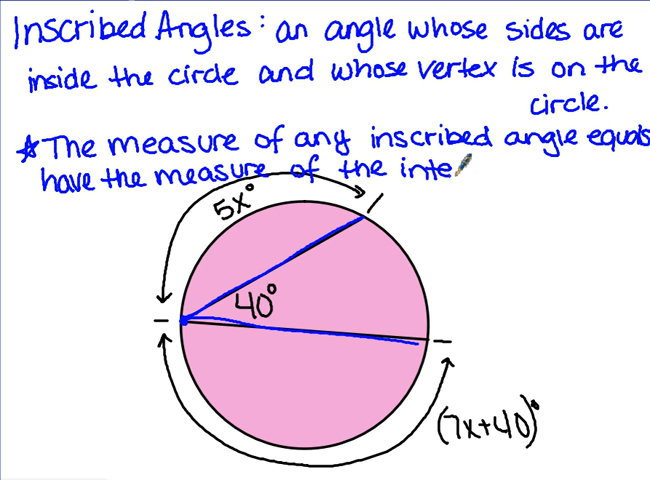 Inscribed Angles: an angle whose sides are
inside the circle and whose vertex is on the
circle.
*The measure of any inscribed angle equals
have the measure of the inte
5x°
40°
(7x+40)°